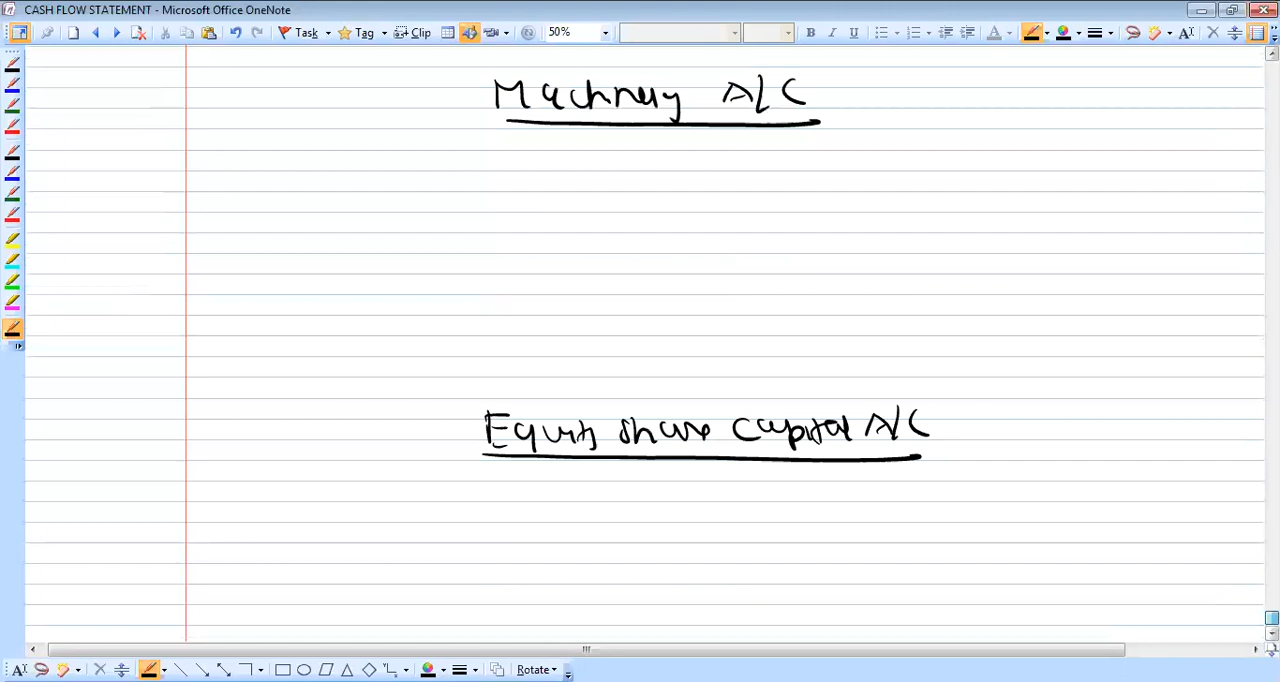 CASH FLOW STATEMENT - Microsoft Office OneNote
Task Tag Clip 50% B I U A
Machinery A/C
Equity share capital A/C
Rotate